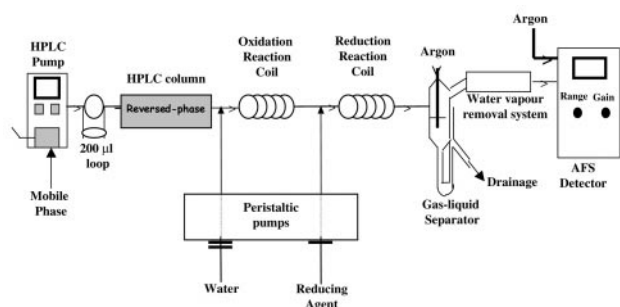 HPLC
Pump
200 µl
loop
Mobile
Phase
HPLC column
Reversed-phase
Oxidation
Reaction
Coil
Reduction
Reaction
Coil
Peristaltic
pumps
Water
Reducing
Agent
Argon
Water vapour
removal system
Drainage
Gas-liquid
Separator
Argon
Range Gain
AFS
Detector